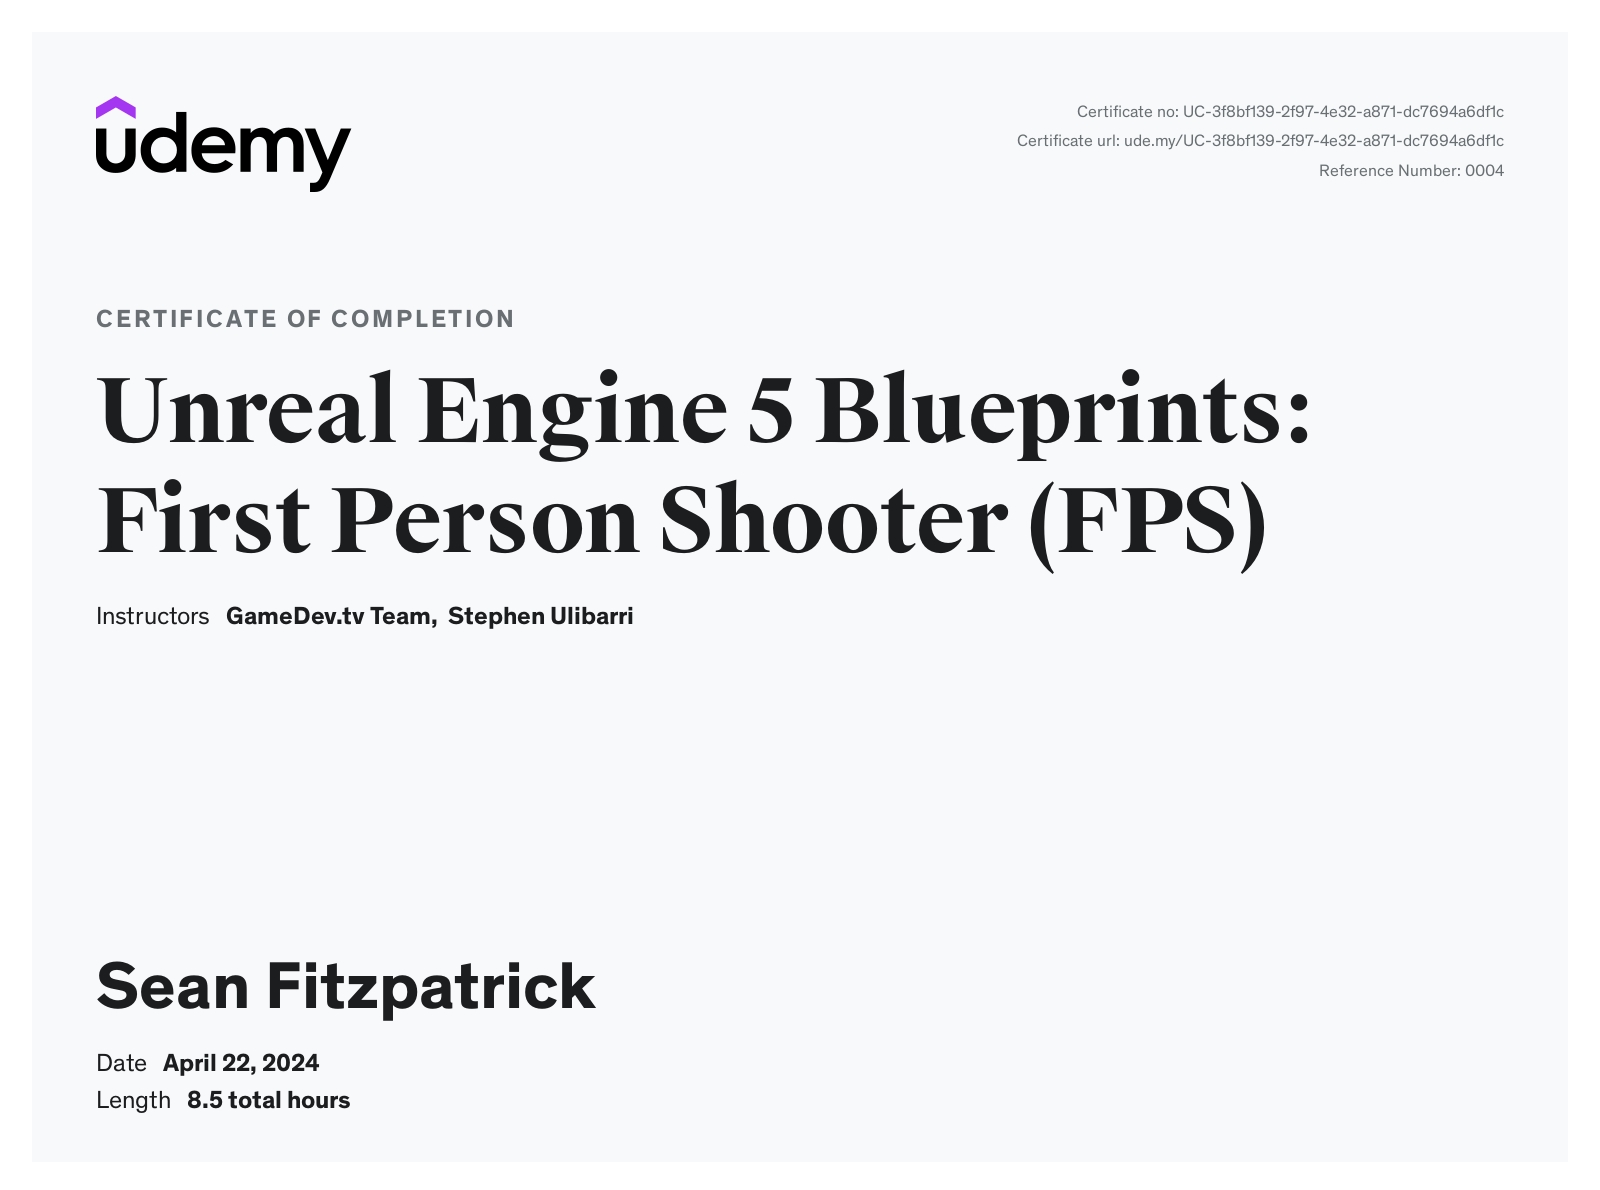 udemy
Certificate no: UC-3f8bf139-2f97-4e32-a871-dc7694a6df1c
Certificate url: ude.my/UC-3f8bf139-2f97-4e32-a871-dc7694a6df1c
Reference Number: 0004
CERTIFICATE OF COMPLETION
Unreal Engine 5 Blueprints:
First Person Shooter (FPS)
Instructors GameDev.tv Team, Stephen Ulibarri
Sean Fitzpatrick
Date April 22, 2024
Length 8.5 total hours